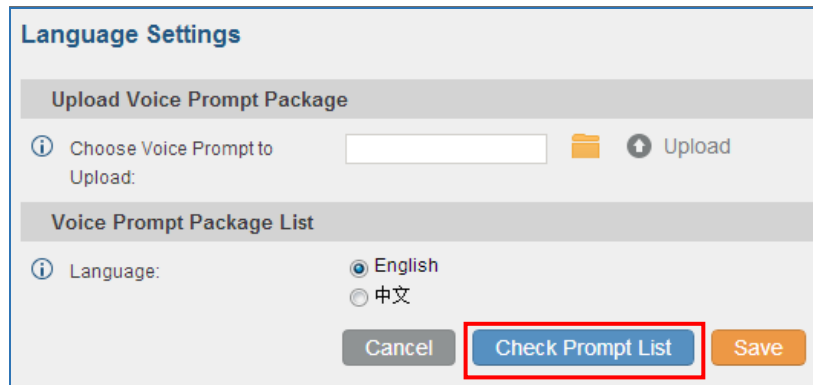 Language Settings
Upload Voice Prompt Package
Choose Voice Prompt to
Upload:
Upload
Voice Prompt Package List
Language:
English
中文
Cancel
Check Prompt List
Save